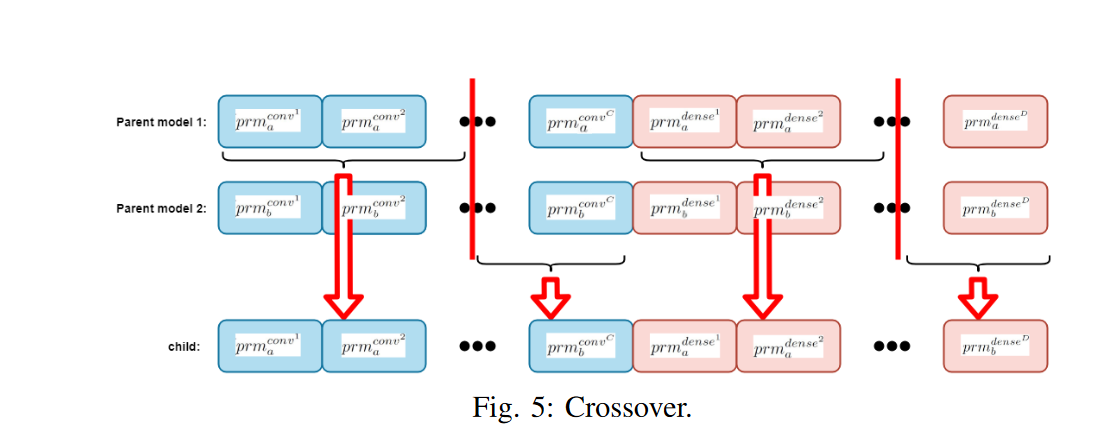 Parent model 1: prm_a^{conv^1} prm_a^{conv^2} ●●● prm_a^{conv^C} prm_a^{dense^1} prm_a^{dense^2} ●●● prm_a^{dense^D}
Parent model 2: prm_b^{conv^1} prm_b^{conv^2} ●●● prm_b^{conv^C} prm_b^{dense^1} prm_b^{dense^2} ●●● prm_b^{dense^D}
child: prm_a^{conv^1} prm_a^{conv^2} ●●● prm_b^{conv^C} prm_a^{dense^1} prm_a^{dense^2} ●●● prm_b^{dense^D}
Fig. 5: Crossover.